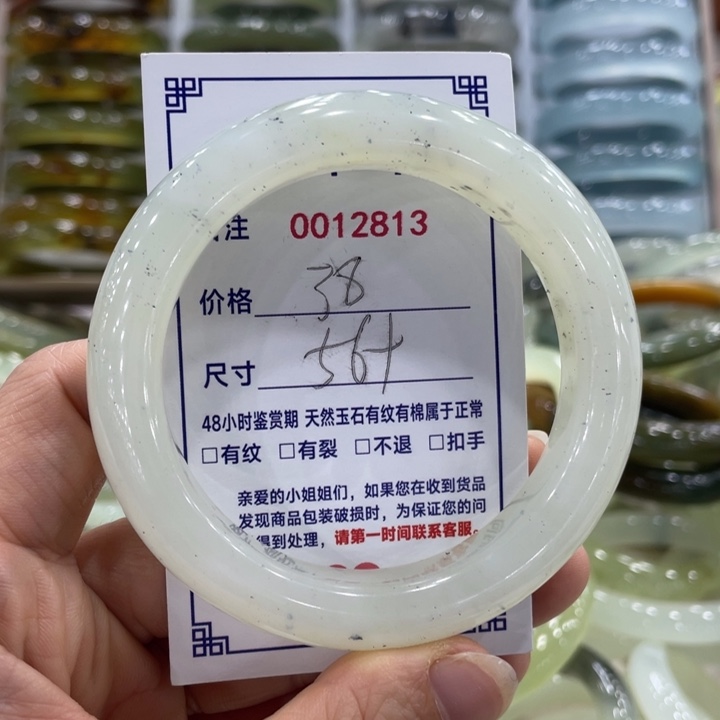 注 0012813
价格 38
尺寸 56+
48小时鉴赏期 天然玉石有纹有棉属于正常
□有纹 □有裂 □不退 □扣手
亲爱的小姐姐们，如果您在收到货品
发现商品包装破损时，为保证您的问
得到处理，请第一时间联系客服。